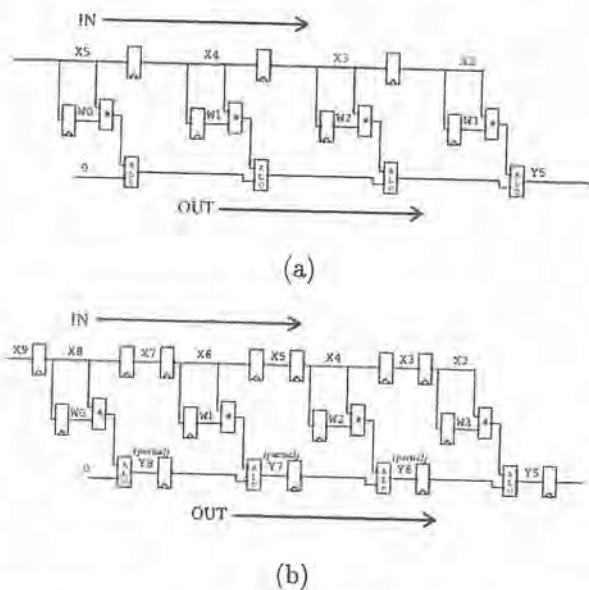 IN
X5 X4 X3 X2
W0 * W1 * W2 * W3 *
0 Y5
OUT
(a)
IN
X9 X8 X7 X6 X5 X4 X3 X2
W0 * W1 * W2 * W3 *
(partial) (partial) (partial)
0 Y8 Y7 Y6 Y5
OUT
(b)